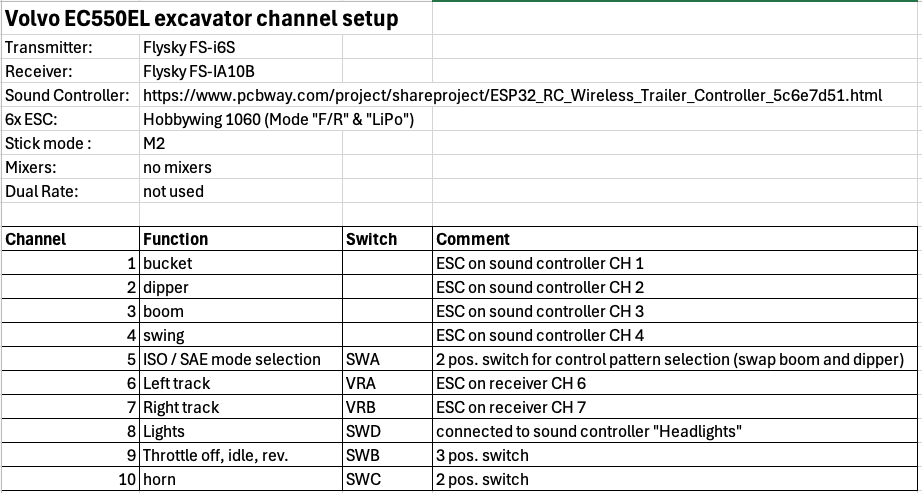 Volvo EC550EL excavator channel setup
Transmitter: Flysky FS-i6S
Receiver: Flysky FS-IA10B
Sound Controller: https://www.pcbway.com/project/shareproject/ESP32_RC_Wireless_Trailer_Controller_5c6e7d51.html
6x ESC: Hobbywing 1060 (Mode "F/R" & "LiPo")
Stick mode : M2
Mixers: no mixers
Dual Rate: not used
Channel Function Switch Comment
1 bucket ESC on sound controller CH 1
2 dipper ESC on sound controller CH 2
3 boom ESC on sound controller CH 3
4 swing ESC on sound controller CH 4
5 ISO / SAE mode selection SWA 2 pos. switch for control pattern selection (swap boom and dipper)
6 Left track VRA ESC on receiver CH 6
7 Right track VRB ESC on receiver CH 7
8 Lights SWD connected to sound controller "Headlights"
9 Throttle off, idle, rev. SWB 3 pos. switch
10 horn SWC 2 pos. switch